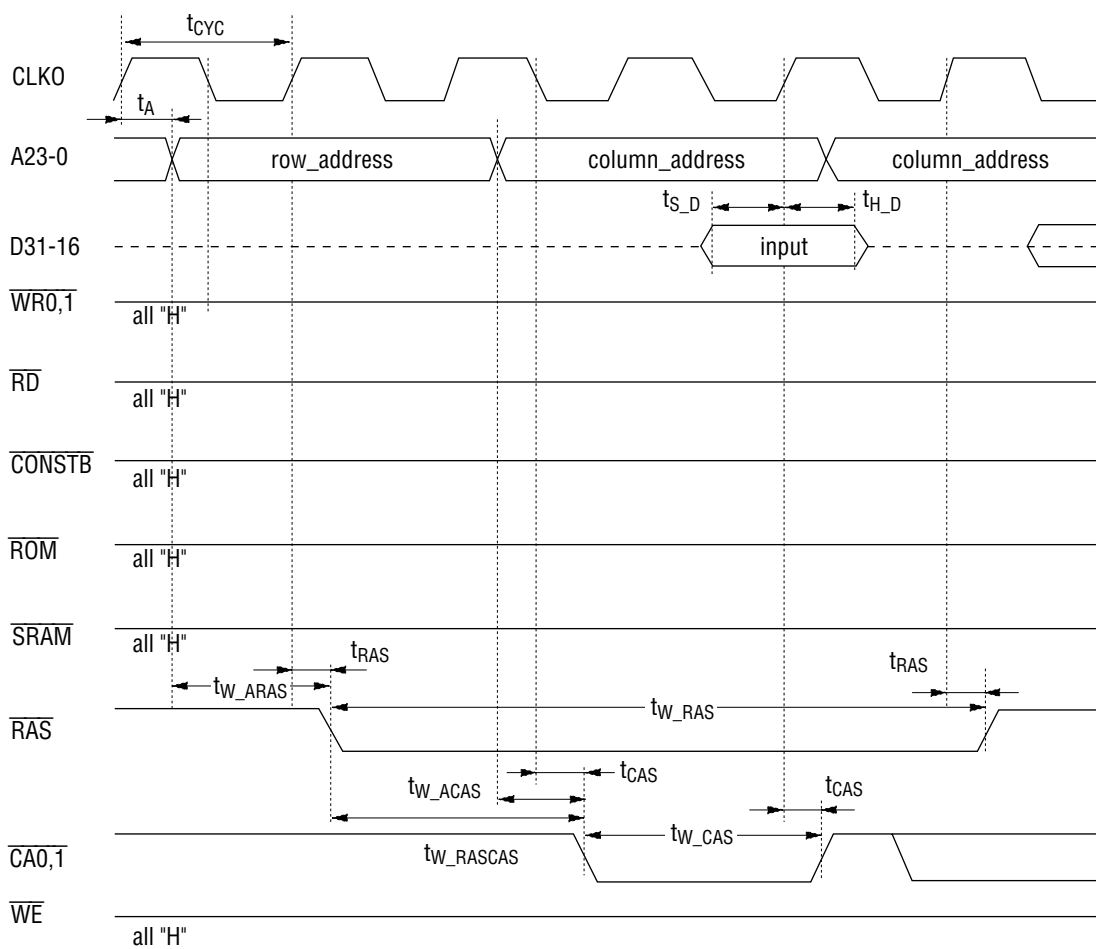 tCYC
CLKO
tA
A23-0
row_address
column_address
column_address
tS_D
tH_D
D31-16
input
WR0,1
all "H"
RD
all "H"
CONSTB
all "H"
ROM
all "H"
SRAM
all "H"
tRAS
tRAS
tW_ARAS
tW_RAS
RAS
tCAS
tCAS
tW_ACAS
tW_CAS
CA0,1
tW_RASCAS
WE
all "H"